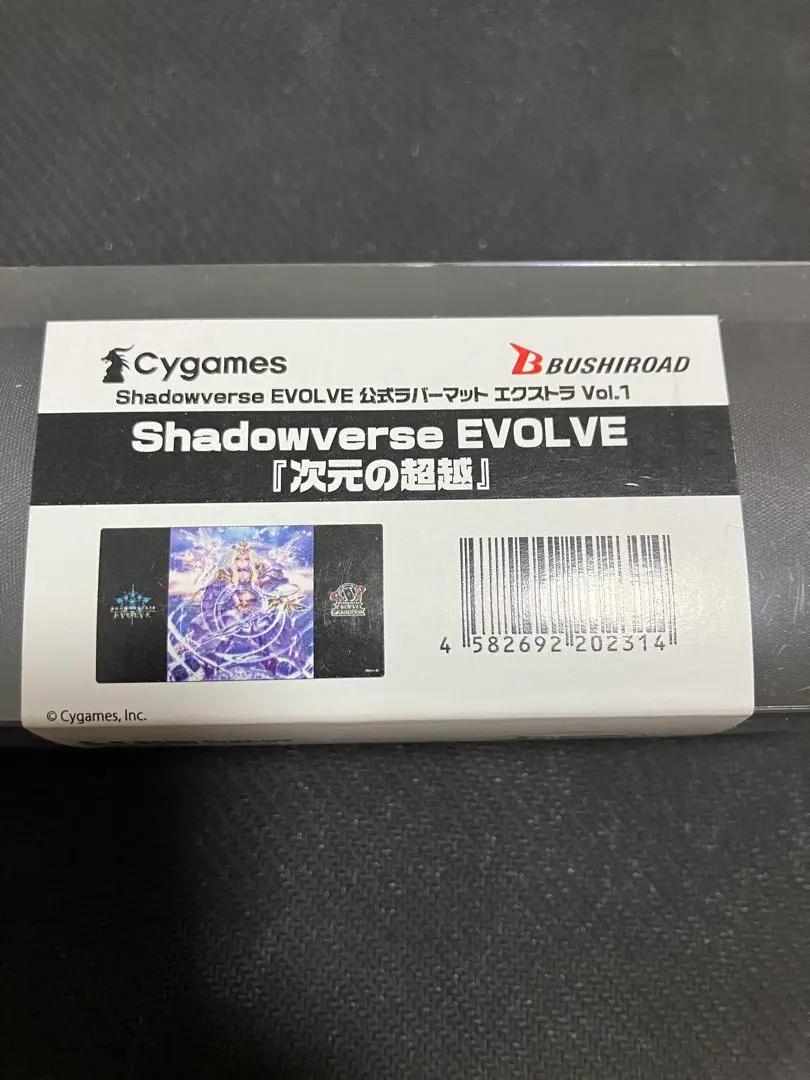 Cygames
BUSHIROAD
Shadowverse EVOLVE 公式ラバーマット エクストラ Vol.1
Shadowverse EVOLVE
『次元の超越』
EVOLVE
4 582692 202314
© Cygames, Inc.